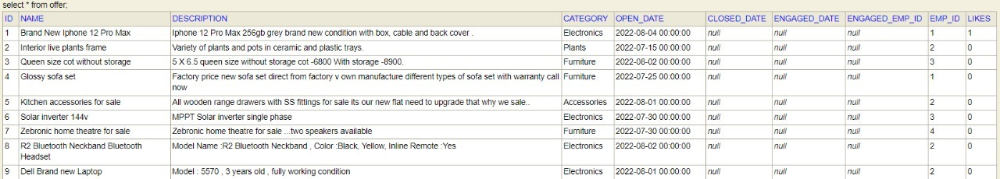 select * from offer;
ID NAME DESCRIPTION CATEGORY OPEN_DATE CLOSED_DATE ENGAGED_DATE ENGAGED_EMP_ID EMP_ID LIKES
1 Brand New Iphone 12 Pro Max Iphone 12 Pro Max 256gb grey brand new condition with box, cable and back cover . Electronics 2022-08-04 00:00:00 null null null 1 1
2 Interior live plants frame Variety of plants and pots in ceramic and plastic trays. Plants 2022-07-15 00:00:00 null null null 2 0
3 Queen size cot without storage 5 X 6.5 queen size without storage cot -6800 With storage -8900. Furniture 2022-08-02 00:00:00 null null null 3 0
4 Glossy sofa set Factory price new sofa set direct from factory v own manufacture different types of sofa set with warranty call Furniture 2022-07-25 00:00:00 null null null 1 0
now
5 Kitchen accessories for sale All wooden range drawers with SS fittings for sale its our new flat need to upgrade that why we sale.. Accessories 2022-08-01 00:00:00 null null null 2 0
6 Solar inverter 144v MPPT Solar inverter single phase Electronics 2022-07-30 00:00:00 null null null 3 0
7 Zebronic home theatre for sale Zebronic home theatre for sale ...two speakers available Furniture 2022-07-30 00:00:00 null null null 4 0
8 R2 Bluetooth Neckband Bluetooth Model Name :R2 Bluetooth Neckband , Color :Black, Yellow, Inline Remote :Yes Electronics 2022-08-02 00:00:00 null null null 2 0
Headset
9 Dell Brand new Laptop Model : 5570 , 3 years old , fully working condition Electronics 2022-08-01 00:00:00 null null null 2 0